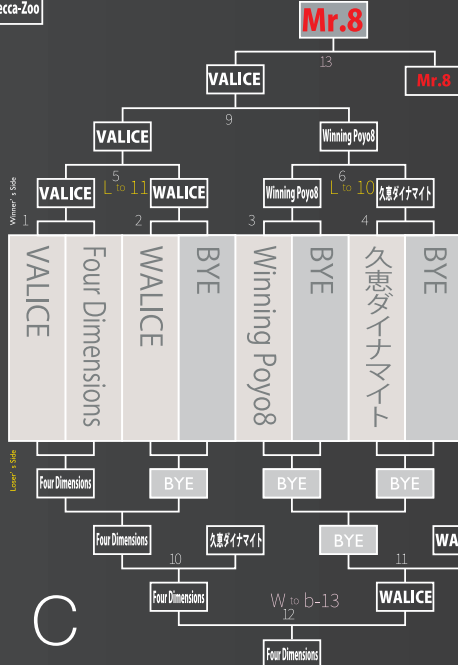 ecca-Zoo
Mr.8
13
VALICE
Mr.8
9
VALICE
Winning Poyo8
5
L to 11
6
L to 10
VALICE
WALICE
Winning Poyo8
久恵ダイナマイト
Winner's Side
1
2
3
4
VALICE
Four Dimensions
WALICE
BYE
Winning Poyo8
BYE
久恵ダイナマイト
BYE
Loser's Side
Four Dimensions
BYE
BYE
BYE
Four Dimensions
久恵ダイナマイト
BYE
WA
10
11
Four Dimensions
W to b-13
WALICE
12
Four Dimensions
C